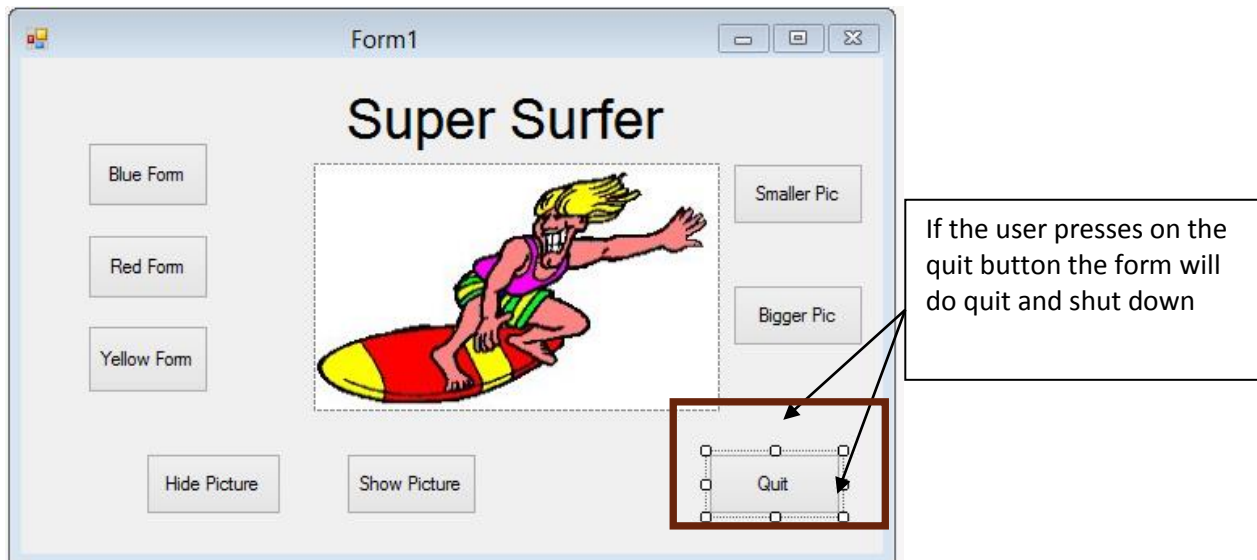 Form1
Super Surfer
Blue Form
Smaller Pic
Red Form
Bigger Pic
Yellow Form
Hide Picture
Show Picture
Quit
If the user presses on the
quit button the form will
do quit and shut down